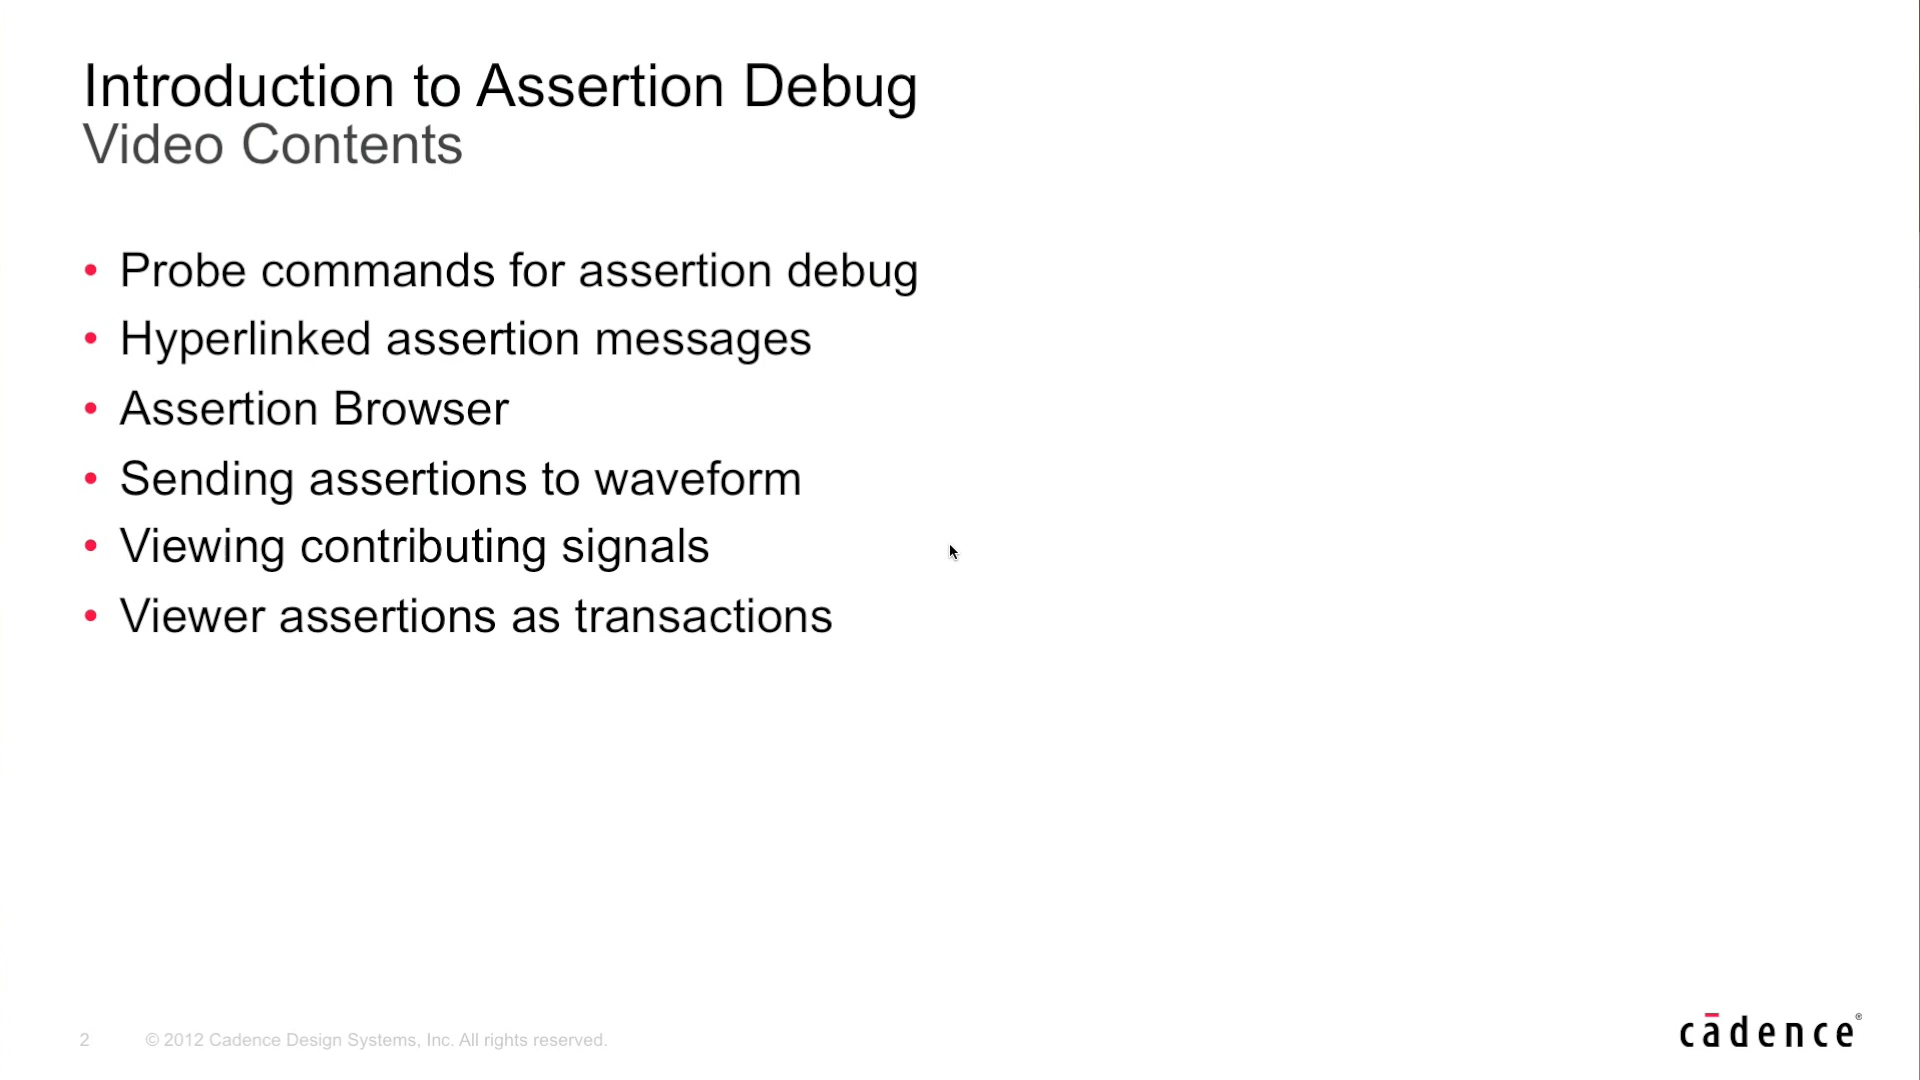 Introduction to Assertion Debug
Video Contents
• Probe commands for assertion debug
• Hyperlinked assertion messages
• Assertion Browser
• Sending assertions to waveform
• Viewing contributing signals
• Viewer assertions as transactions
2 © 2012 Cadence Design Systems, Inc. All rights reserved.
cādence®